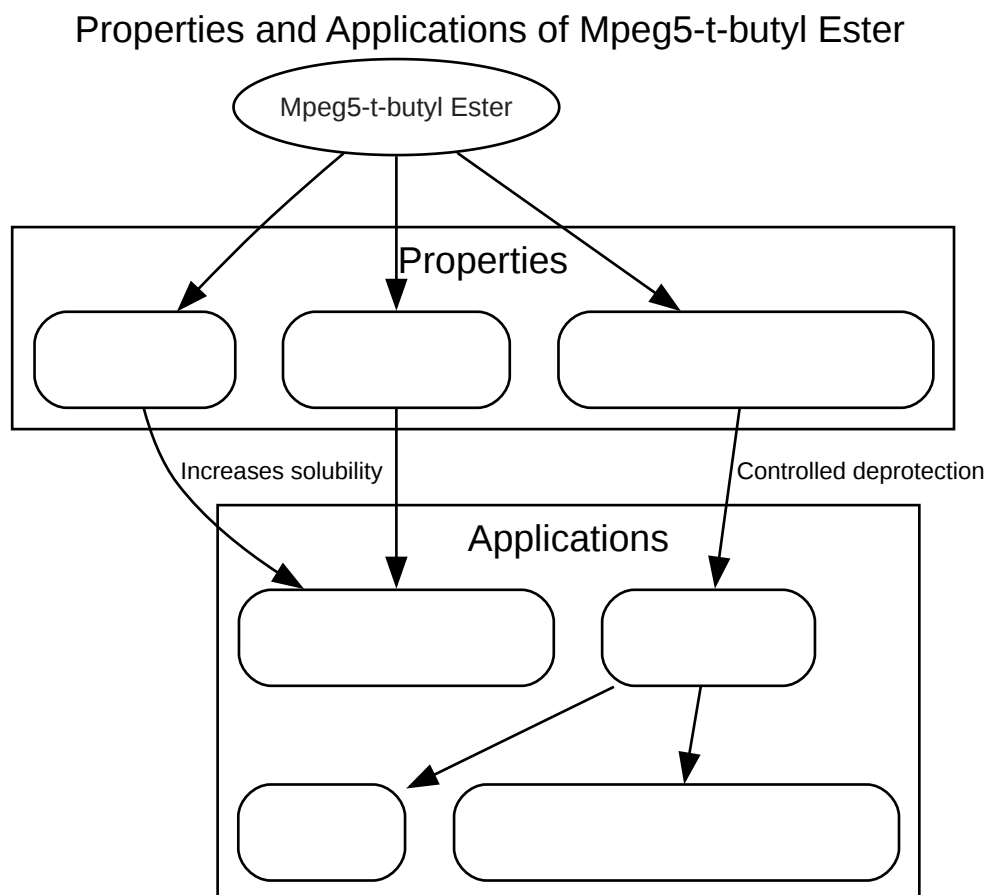 Properties and Applications of Mpeg5-t-butyl Ester
Mpeg5-t-butyl Ester
Properties
Increases solubility
Controlled deprotection
Applications